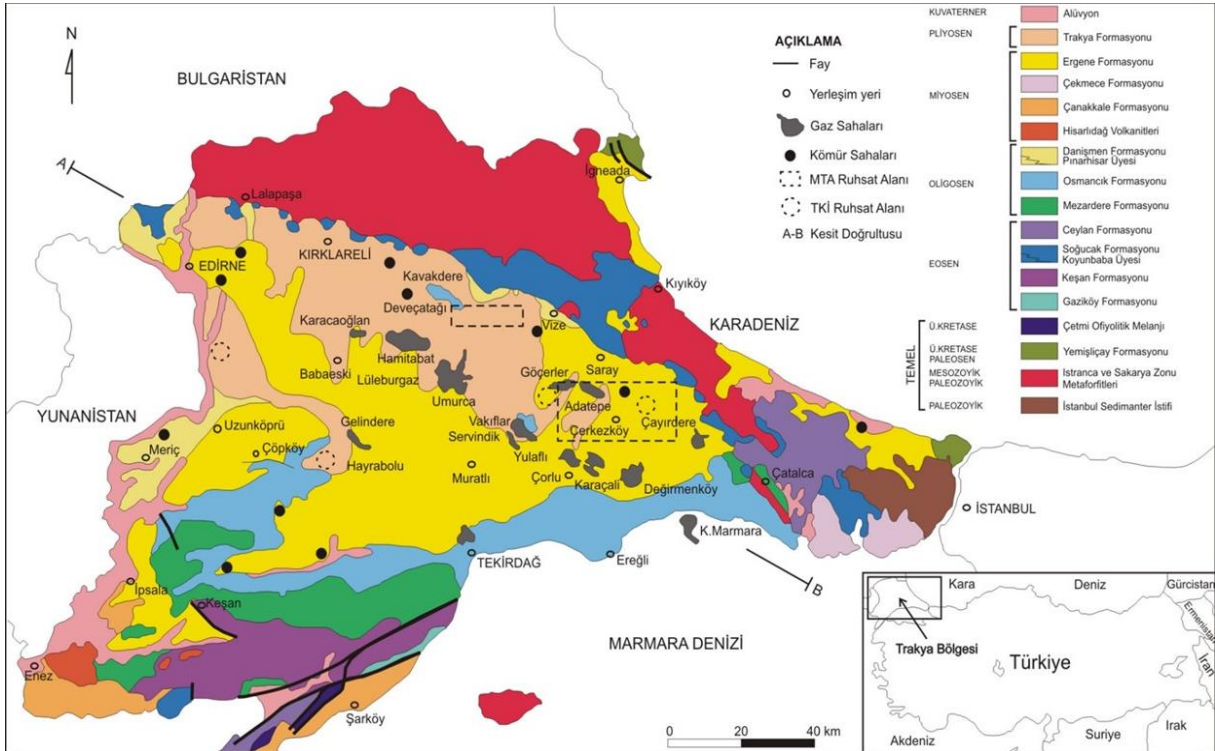 N
BULGARİSTAN
A
Lalapaşa
İğneada
KIRKLARELİ
EDİRNE
Kavakdere
Deveçatağı
Kıyıköy
Vize
KARADENİZ
Karacaoğlan
Hamitabat
Babaeski
Lüleburgaz
Göçerler
Saray
Umurca
Adatepe
YUNANİSTAN
Uzunköprü
Gelindere
Vakıflar
Servindik
Çerkezköy
Çayırdere
Meriç
Çöpköy
Hayrabolu
Yulaflı
Muratlı
Çorlu
Karaçalı
Değirmenköy
Çatalca
İSTANBUL
K.Marmara
TEKİRDAĞ
Ereğli
B
İpsala
Keşan
MARMARA DENİZİ
Enez
Şarköy
0 20 40 km
AÇIKLAMA
Fay
Yerleşim yeri
Gaz Sahaları
Kömür Sahaları
MTA Ruhsat Alanı
TKİ Ruhsat Alanı
A-B Kesit Doğrultusu
KUVATERNER Alüvyon
PLİYOSEN Trakya Formasyonu
MİYOSEN
Ergene Formasyonu
Çekmece Formasyonu
Çanakkale Formasyonu
Hisarlıdağ Volkanitleri
OLİGOSEN
Danişmen Formasyonu
Pınarhisar Üyesi
Osmancık Formasyonu
Mezardere Formasyonu
EOSEN
Ceylan Formasyonu
Soğucak Formasyonu
Koyunbaba Üyesi
Keşan Formasyonu
Gaziköy Formasyonu
TEMEL
Ü.KRETASE Çetmi Ofiyolitik Melanjı
Ü.KRETASE
PALEOSEN
Yemişliçay Formasyonu
MESOZOYİK
PALEOZOYİK
Istranca ve Sakarya Zonu
Metaforfitleri
PALEOZOYİK İstanbul Sedimanter İstifi
Kara Deniz
Gürcistan
Ermenistan
İran
Trakya Bölgesi
Türkiye
Akdeniz
Suriye
Irak